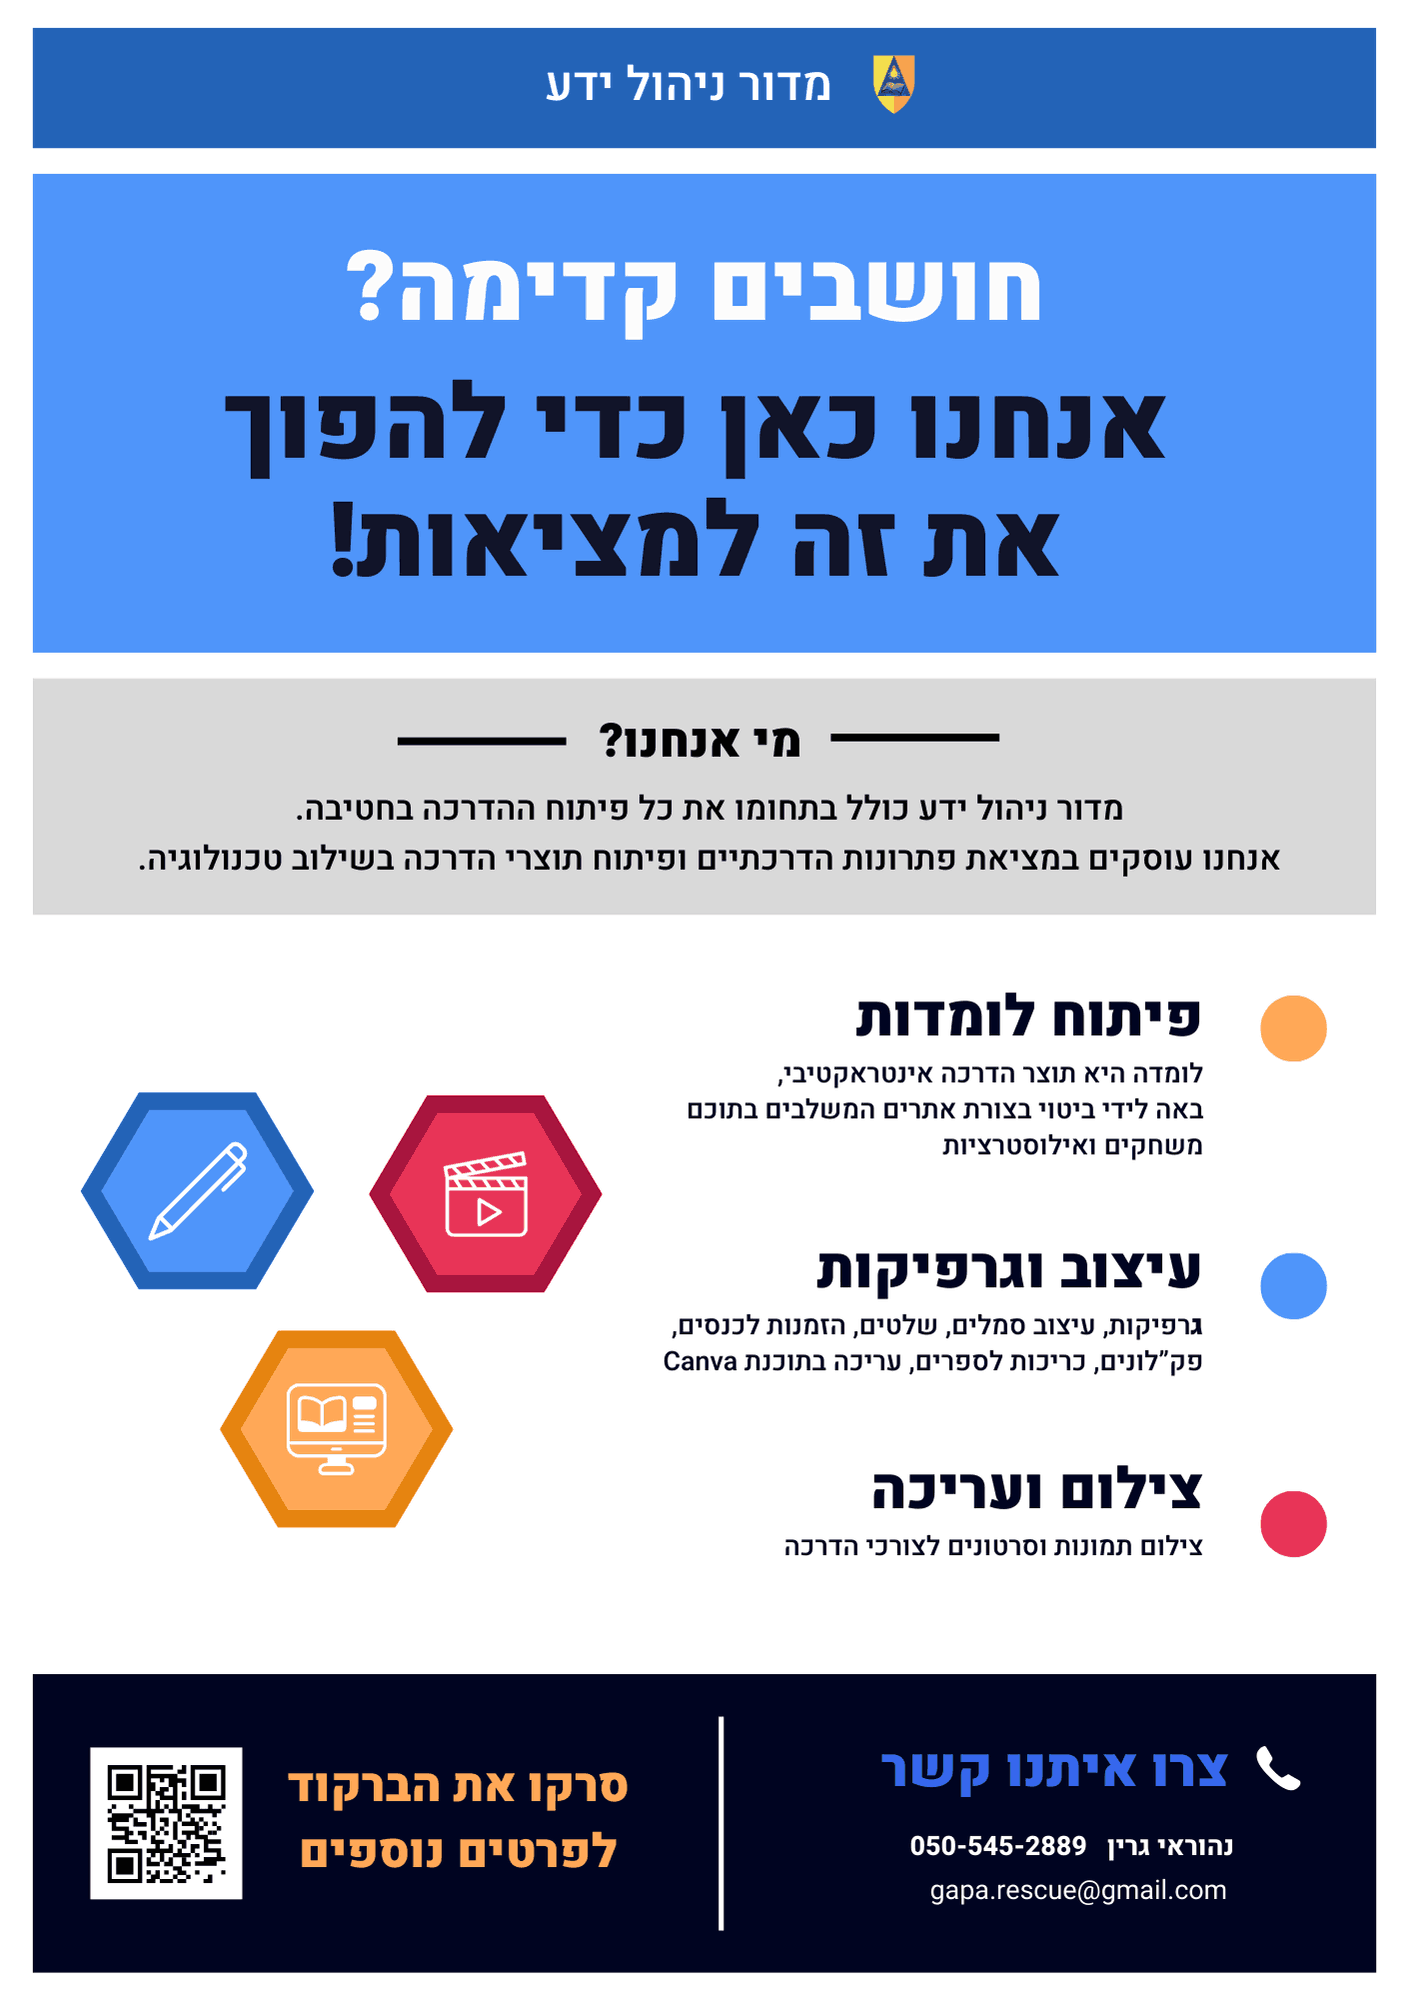 מדור ניהול ידע
חושבים קדימה?
אנחנו כאן כדי להפוך
את זה למציאות!
מי אנחנו?
מדור ניהול ידע כולל בתחומו את כל פיתוח ההדרכה בחטיבה.
אנחנו עוסקים במציאת פתרונות הדרכתיים ופיתוח תוצרי הדרכה בשילוב טכנולוגיה.
פיתוח לומדות
לומדה היא תוצר הדרכה אינטראקטיבי,
באה לידי ביטוי בצורת אתרים המשלבים בתוכם
משחקים ואילוסטרציות
עיצוב וגרפיקות
גרפיקות, עיצוב סמלים, שלטים, הזמנות לכנסים,
פק”לונים, כריכות לספרים, עריכה בתוכנת Canva
צילום ועריכה
צילום תמונות וסרטונים לצורכי הדרכה
צרו איתנו קשר
נהוראי גרין 050-545-2889
gapa.rescue@gmail.com
סרקו את הברקוד
לפרטים נוספים